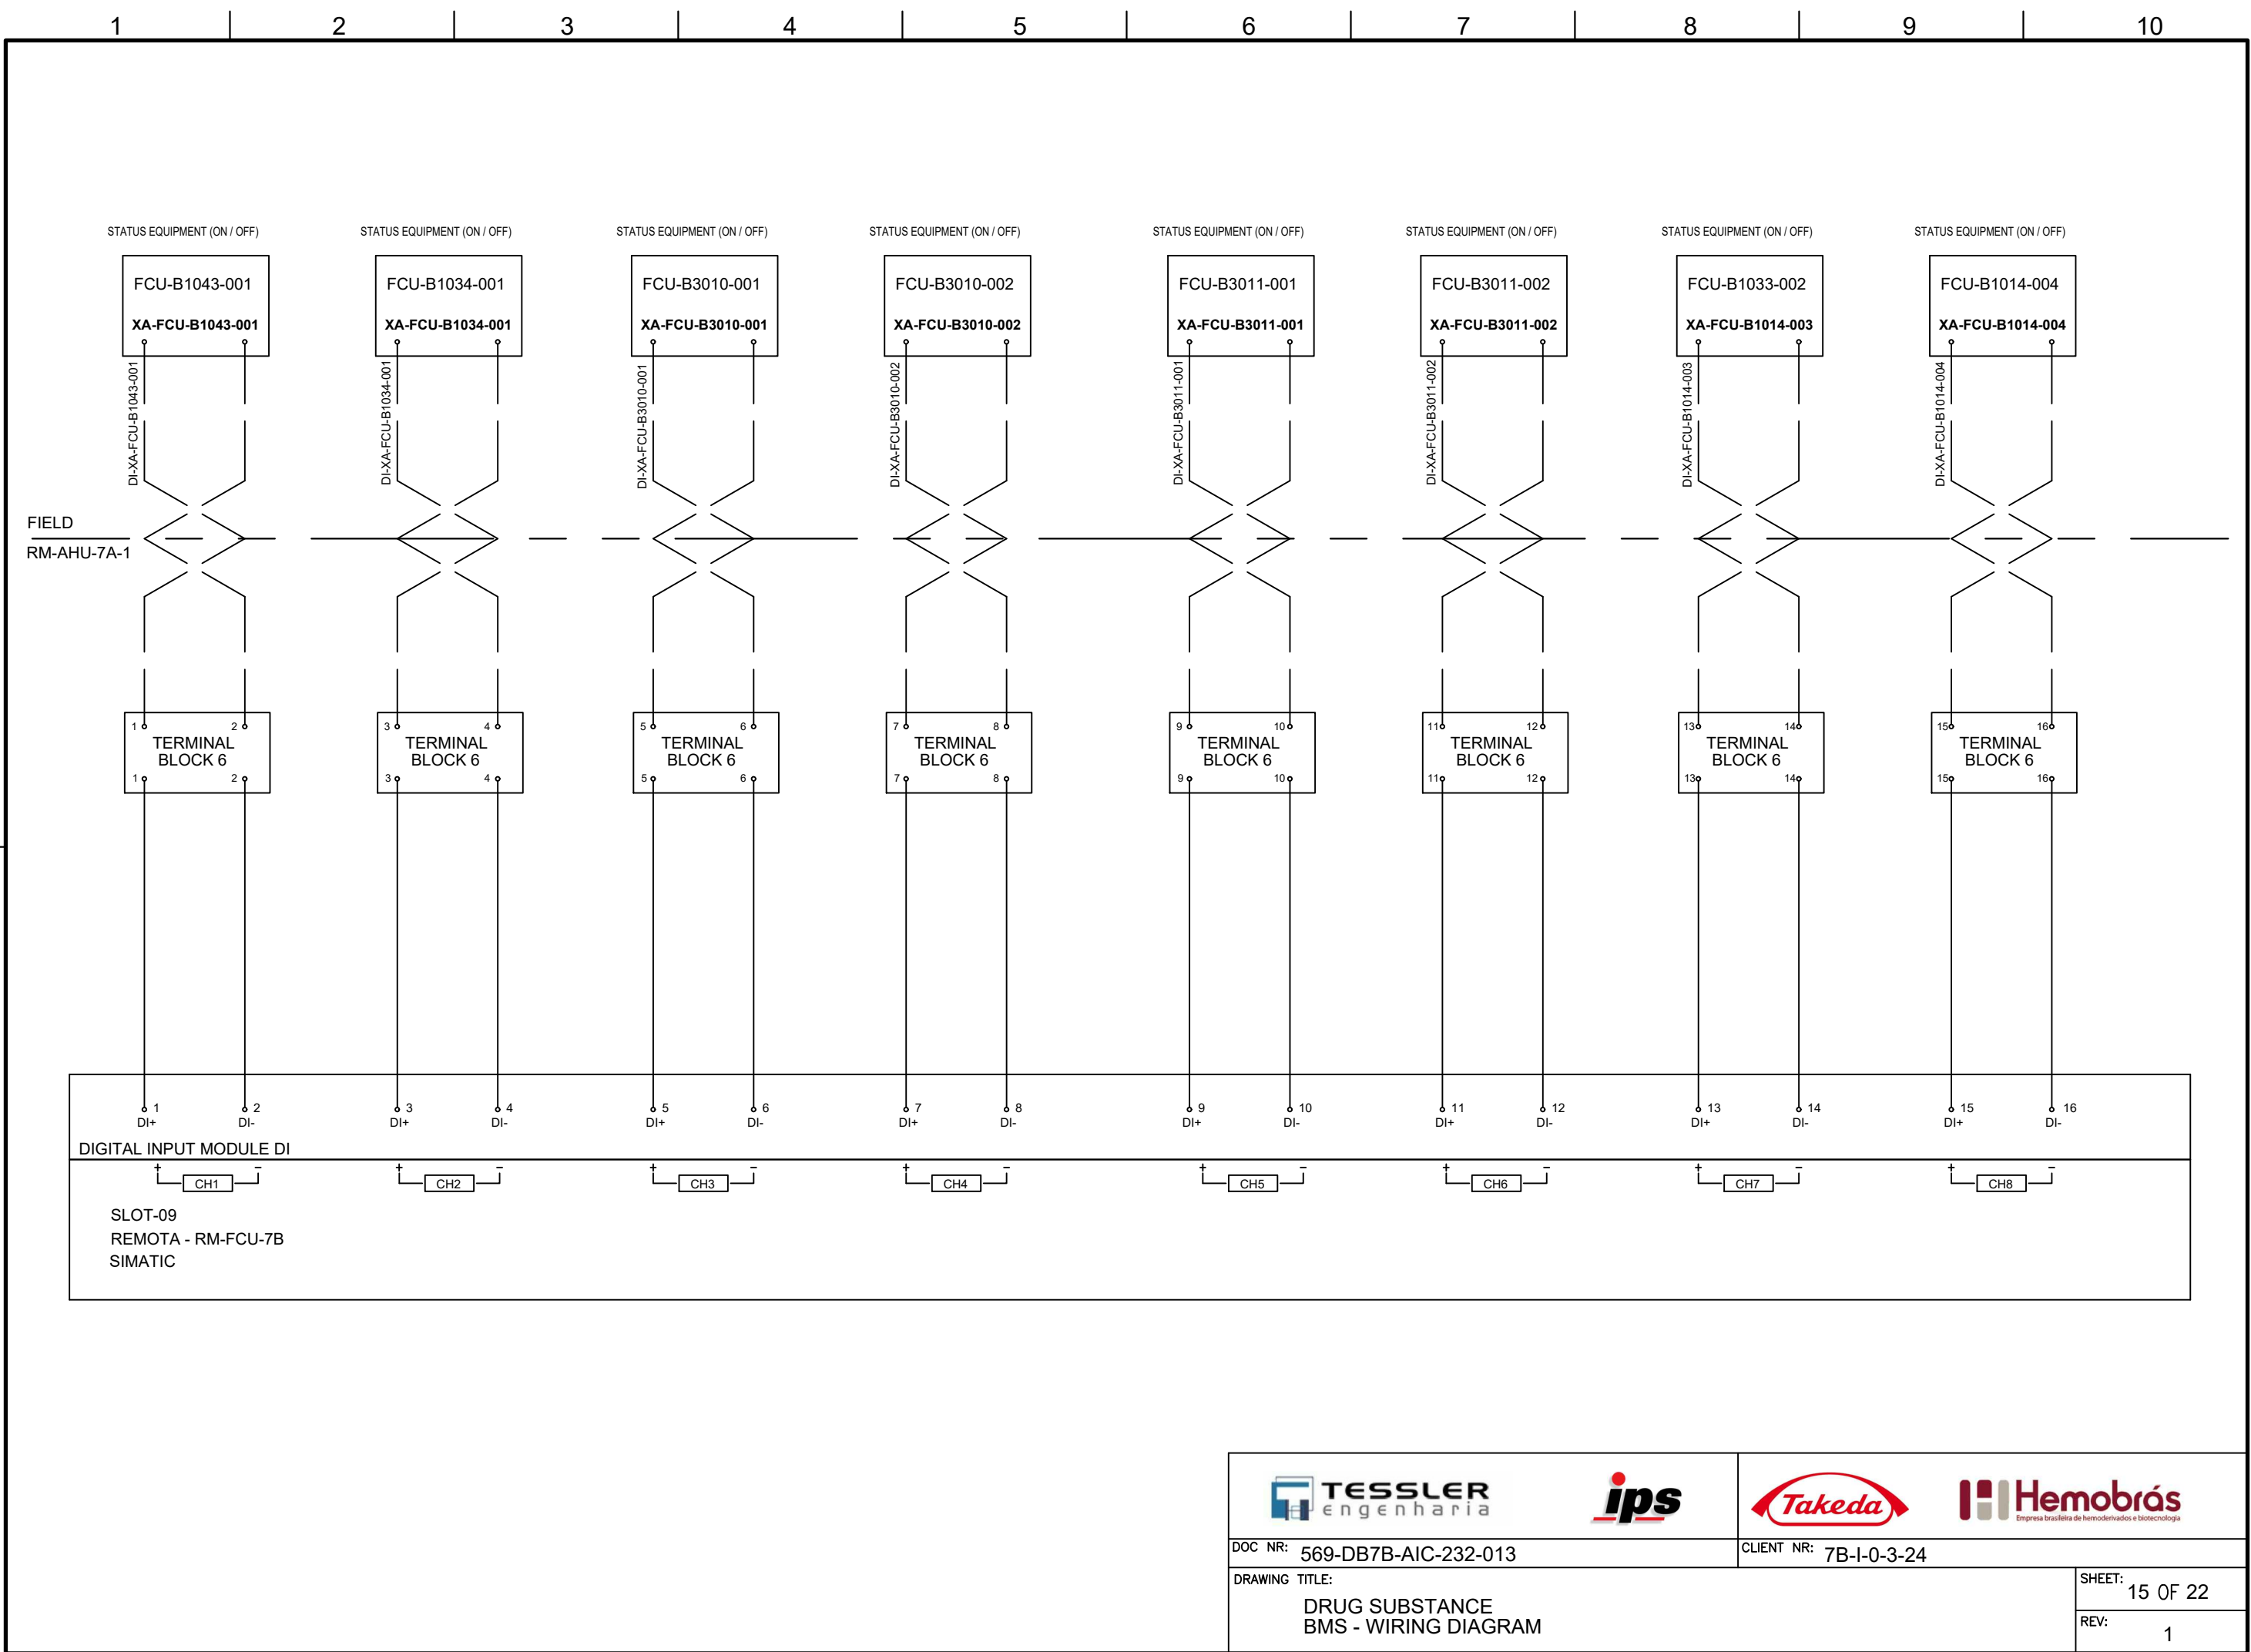 1 2 3 4 5 6 7 8 9 10
STATUS EQUIPMENT (ON / OFF) STATUS EQUIPMENT (ON / OFF) STATUS EQUIPMENT (ON / OFF) STATUS EQUIPMENT (ON / OFF) STATUS EQUIPMENT (ON / OFF) STATUS EQUIPMENT (ON / OFF) STATUS EQUIPMENT (ON / OFF) STATUS EQUIPMENT (ON / OFF)
FCU-B1043-001 FCU-B1034-001 FCU-B3010-001 FCU-B3010-002 FCU-B3011-001 FCU-B3011-002 FCU-B1033-002 FCU-B1014-004
XA-FCU-B1043-001 XA-FCU-B1034-001 XA-FCU-B3010-001 XA-FCU-B3010-002 XA-FCU-B3011-001 XA-FCU-B3011-002 XA-FCU-B1014-003 XA-FCU-B1014-004
DI-XA-FCU-B1043-001 DI-XA-FCU-B1034-001 DI-XA-FCU-B3010-001 DI-XA-FCU-B3010-002 DI-XA-FCU-B3011-001 DI-XA-FCU-B3011-002 DI-XA-FCU-B1014-003 DI-XA-FCU-B1014-004
FIELD
RM-AHU-7A-1
1 2 3 4 5 6 7 8 9 10 11 12 13 14 15 16
TERMINAL TERMINAL TERMINAL TERMINAL TERMINAL TERMINAL TERMINAL TERMINAL
BLOCK 6 BLOCK 6 BLOCK 6 BLOCK 6 BLOCK 6 BLOCK 6 BLOCK 6 BLOCK 6
1 2 3 4 5 6 7 8 9 10 11 12 13 14 15 16
1 2 3 4 5 6 7 8 9 10 11 12 13 14 15 16
DI+ DI- DI+ DI- DI+ DI- DI+ DI- DI+ DI- DI+ DI- DI+ DI- DI+ DI-
DIGITAL INPUT MODULE DI
+ - + - + - + - + - + - + - + -
CH1 CH2 CH3 CH4 CH5 CH6 CH7 CH8
SLOT-09
REMOTA - RM-FCU-7B
SIMATIC
TESSLER
engenharia
ips
Takeda
Hemobrás
Empresa brasileira de hemoderivados e biotecnologia
DOC NR: 569-DB7B-AIC-232-013
CLIENT NR: 7B-I-0-3-24
DRAWING TITLE:
DRUG SUBSTANCE
BMS - WIRING DIAGRAM
SHEET: 15 OF 22
REV: 1